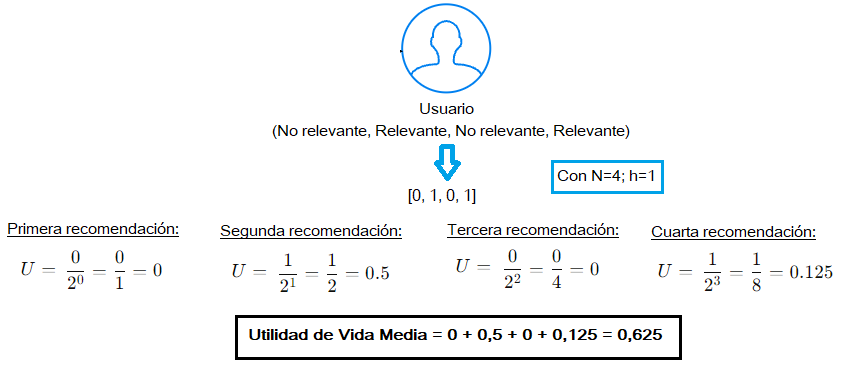 Usuario
(No relevante, Relevante, No relevante, Relevante)
Con N=4; h=1
[0, 1, 0, 1]
Primera recomendación:
U = 0/2^0 = 0/1 = 0
Segunda recomendación:
U = 1/2^1 = 1/2 = 0.5
Tercera recomendación:
U = 0/2^2 = 0/4 = 0
Cuarta recomendación:
U = 1/2^3 = 1/8 = 0.125
Utilidad de Vida Media = 0 + 0,5 + 0 + 0,125 = 0,625